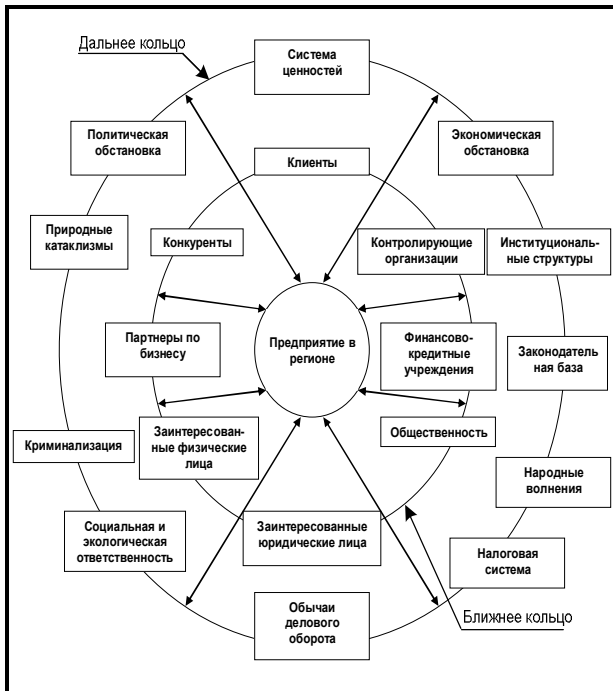 Дальнее кольцо
Система
ценностей
Политическая
обстановка
Экономическая
обстановка
Клиенты
Природные
катаклизмы
Конкуренты
Контролирующие
организации
Институциональ-
ные структуры
Предприятие в
регионе
Партнеры по
бизнесу
Финансово-
кредитные
учреждения
Законодатель
ная база
Криминализация
Заинтересован-
ные физические
лица
Общественность
Народные
волнения
Социальная и
экологическая
ответственность
Заинтересованные
юридические лица
Налоговая
система
Обычаи
делового
оборота
Ближнее кольцо